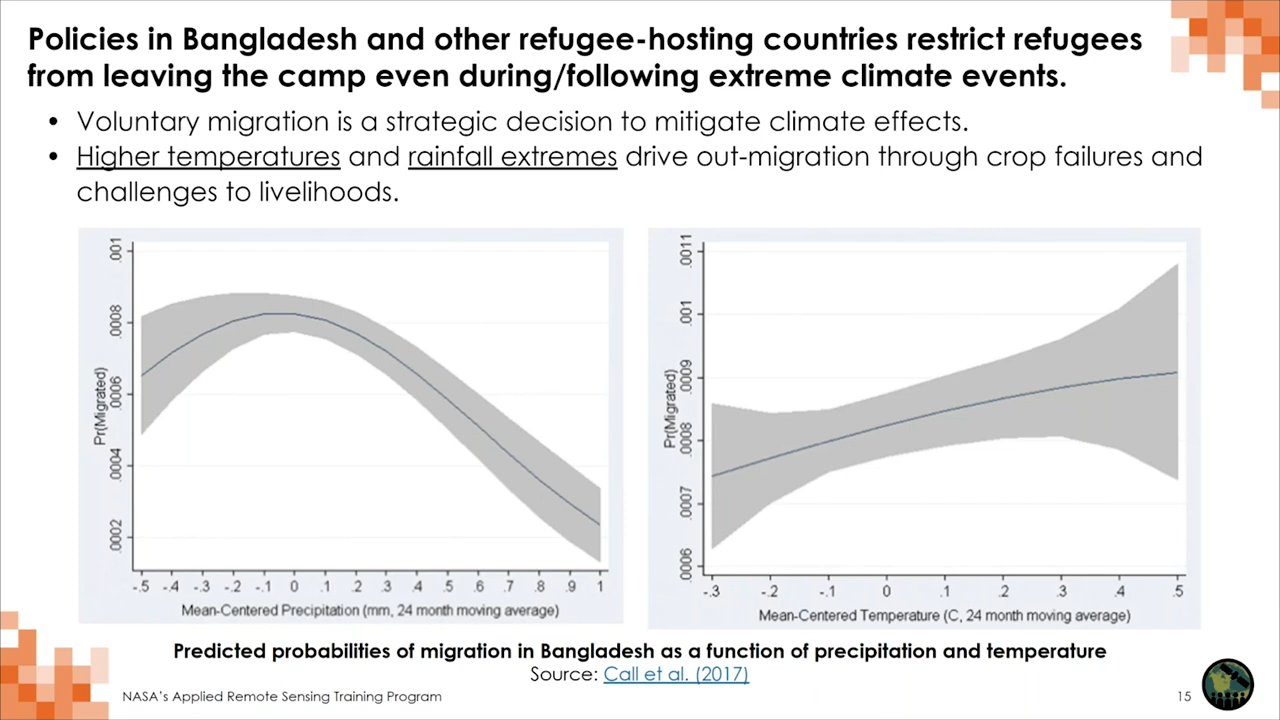 Policies in Bangladesh and other refugee-hosting countries restrict refugees
from leaving the camp even during/following extreme climate events.
• Voluntary migration is a strategic decision to mitigate climate effects.
• Higher temperatures and rainfall extremes drive out-migration through crop failures and
challenges to livelihoods.
.001
.0008
.0006
.0004
.0002
Pr(Migrated)
-.5 -.4 -.3 -.2 -.1 0 .1 .2 .3 .4 .5 .6 .7 .8 .9 1
Mean-Centered Precipitation (mm, 24 month moving average)
.0011
.001
.0009
.0008
.0007
.0006
Pr(Migrated)
-.3 -.2 -.1 0 .1 .2 .3 .4 .5
Mean-Centered Temperature (C, 24 month moving average)
Predicted probabilities of migration in Bangladesh as a function of precipitation and temperature
Source: Call et al. (2017)
NASA's Applied Remote Sensing Training Program
15